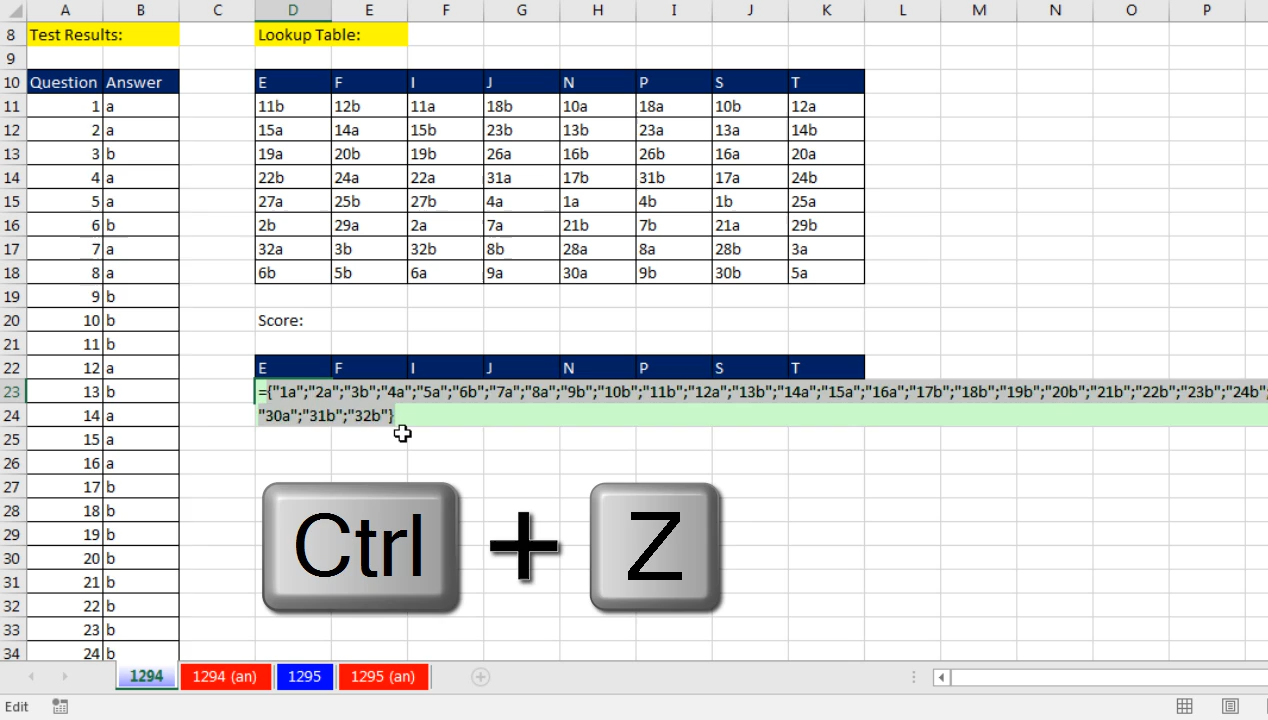 A B C D E F G H I J K L M N O P
8 Test Results: Lookup Table:
9
10 Question Answer E F I J N P S T
11 1 a 11b 12b 11a 18b 10a 18a 10b 12a
12 2 a 15a 14a 15b 23b 13b 23a 13a 14b
13 3 b 19a 20b 19b 26a 16b 26b 16a 20a
14 4 a 22b 24a 22a 31a 17b 31b 17a 24b
15 5 a 27a 25b 27b 4a 1a 4b 1b 25a
16 6 b 2b 29a 2a 7a 21b 7b 21a 29b
17 7 a 32a 3b 32b 8b 28a 8a 28b 3a
18 8 a 6b 5b 6a 9a 30a 9b 30b 5a
19 9 b
20 10 b Score:
21 11 b
22 12 a E F I J N P S T
23 13 b ={"1a";"2a";"3b";"4a";"5a";"6b";"7a";"8a";"9b";"10b";"11b";"12a";"13b";"14a";"15a";"16a";"17b";"18b";"19b";"20b";"21b";"22b";"23b";"24b";
24 14 a "30a";"31b";"32b"}
25 15 a
26 16 a
27 17 b
28 18 b
29 19 b
30 20 b
31 21 b
32 22 b
33 23 b
34 24 b
Ctrl + Z
1294 1294 (an) 1295 1295 (an)
Edit